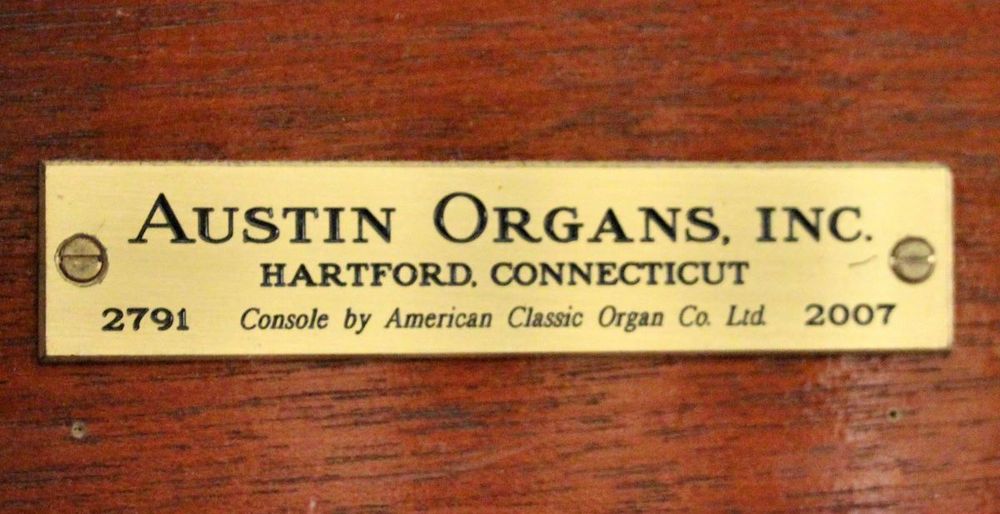 AUSTIN ORGANS, INC.
HARTFORD, CONNECTICUT
2791 Console by American Classic Organ Co. Ltd. 2007